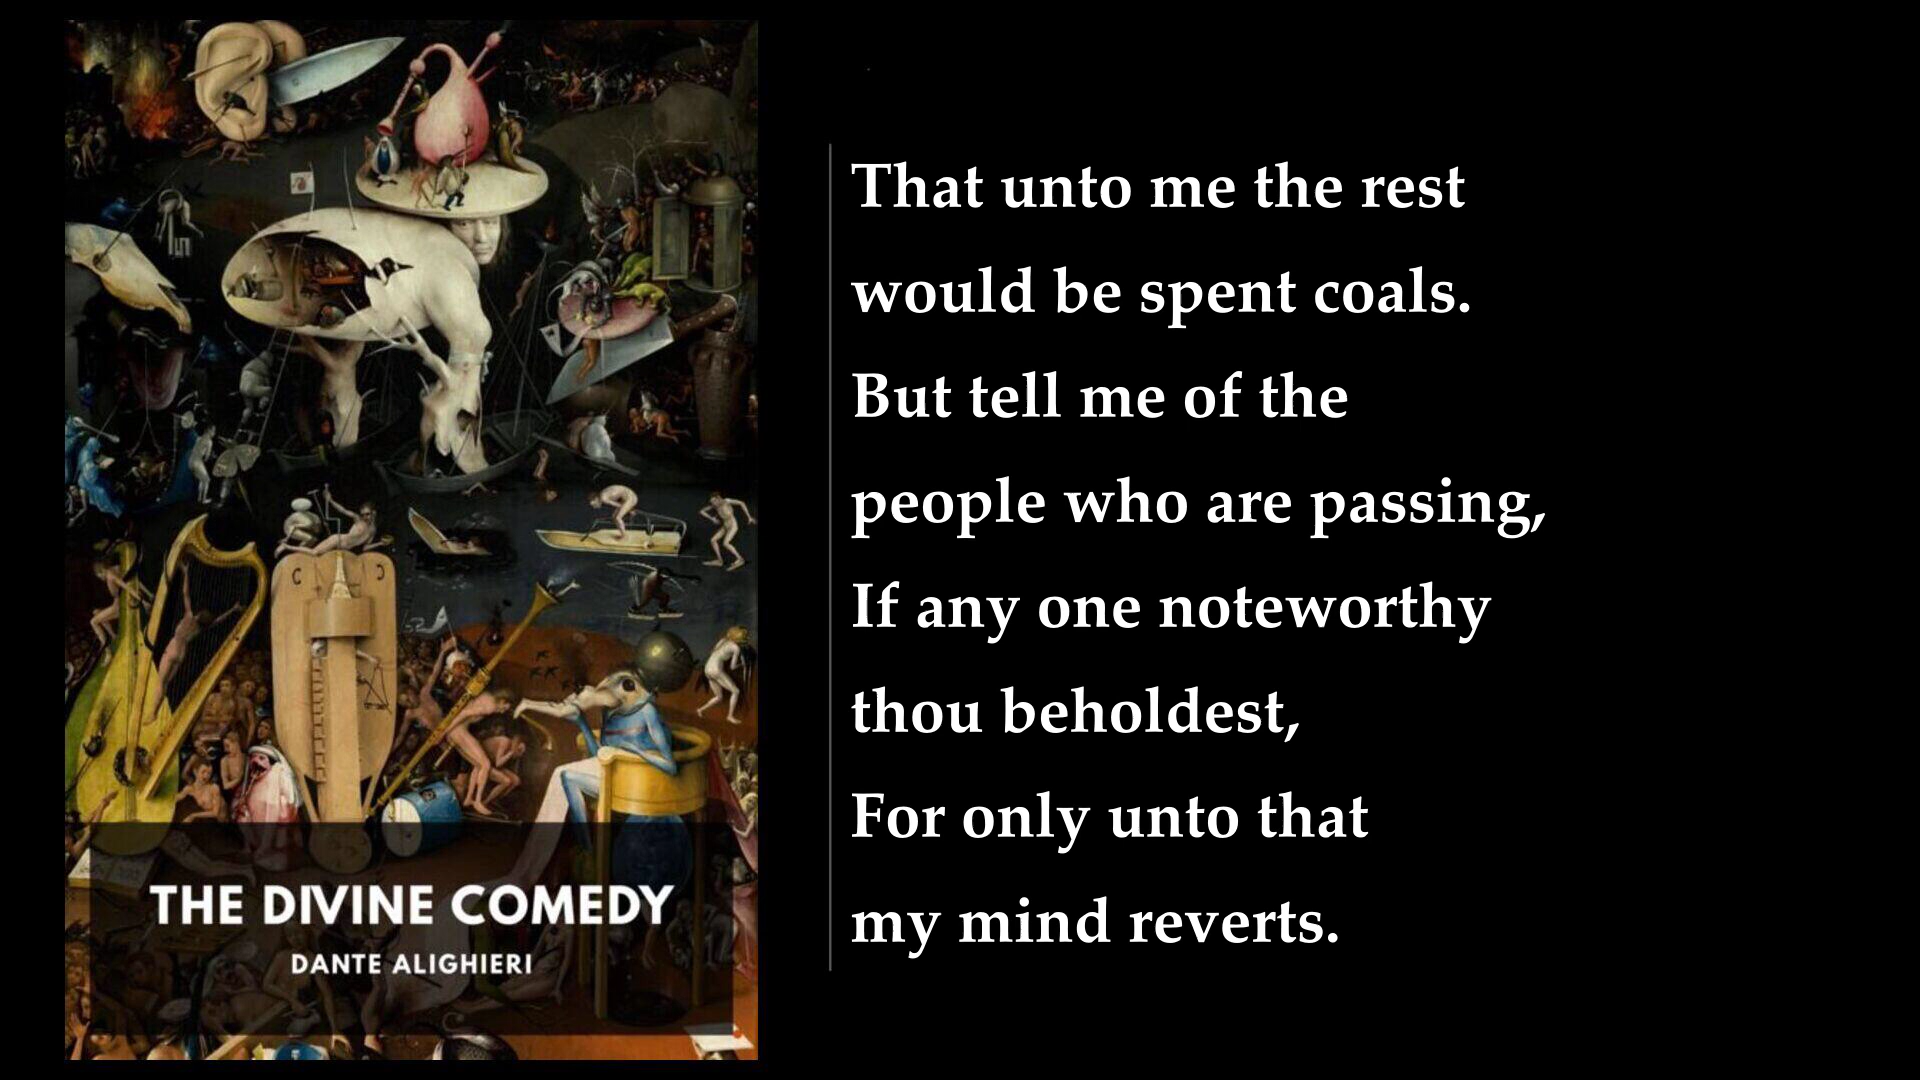 THE DIVINE COMEDY
DANTE ALIGHIERI
That unto me the rest
would be spent coals.
But tell me of the
people who are passing,
If any one noteworthy
thou beholdest,
For only unto that
my mind reverts.